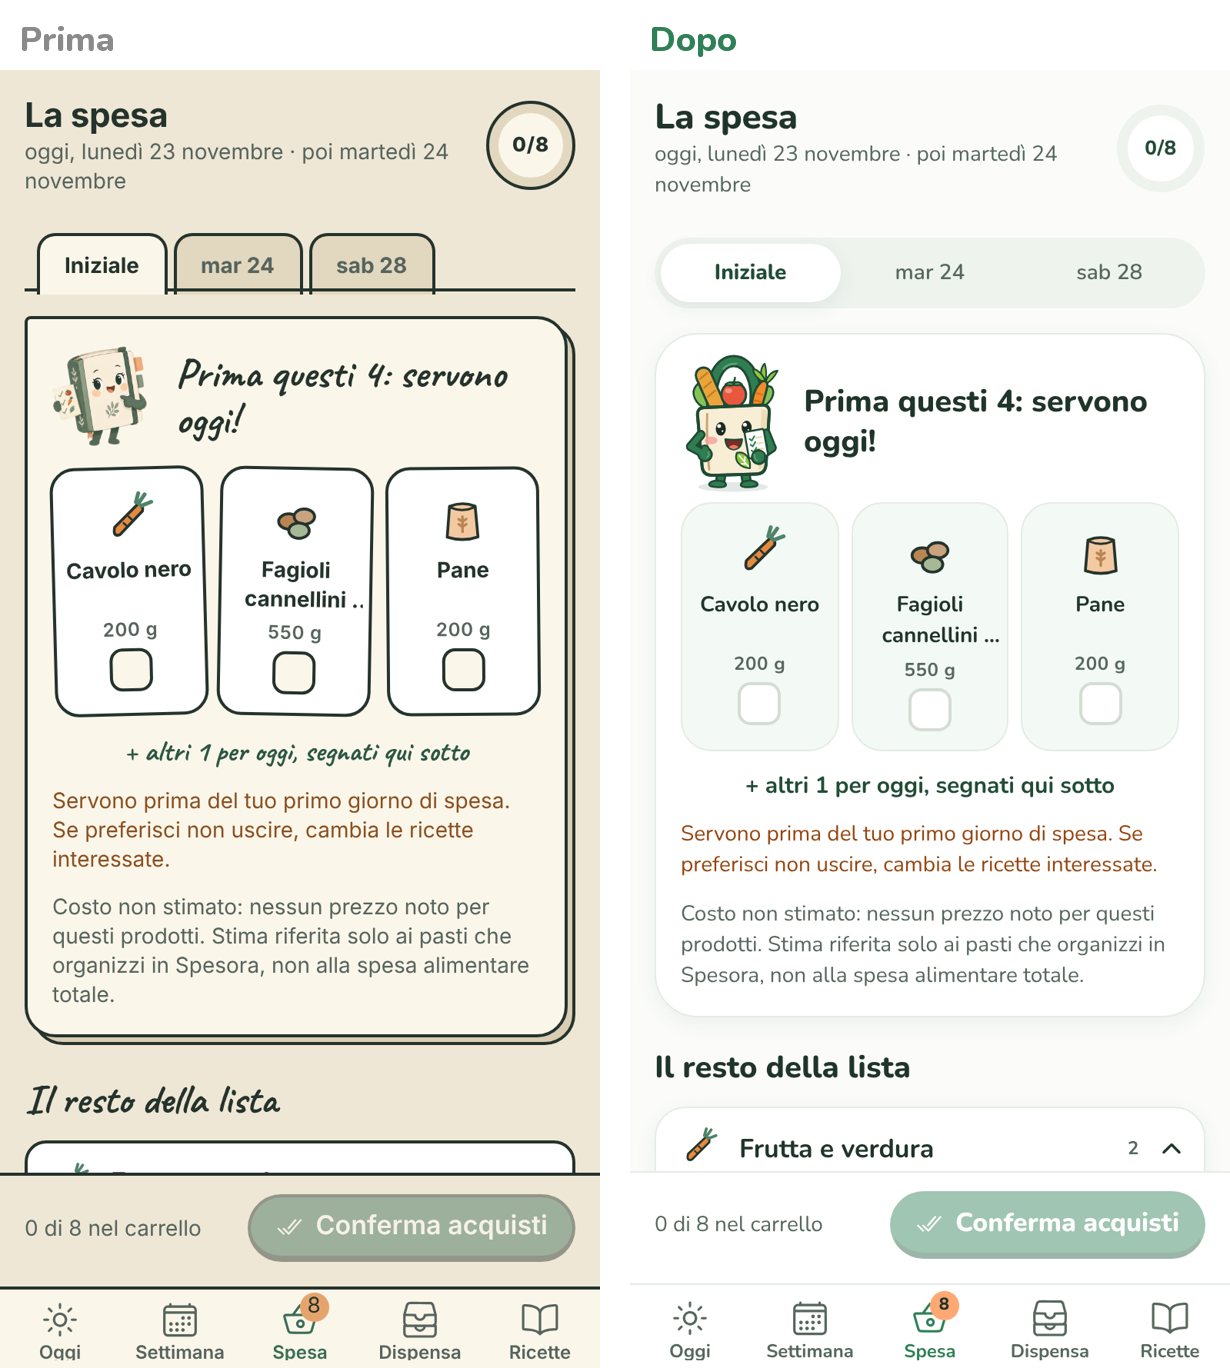 Prima
La spesa
oggi, lunedì 23 novembre · poi martedì 24
novembre
0/8
Iniziale
mar 24
sab 28
Prima questi 4: servono
oggi!
Cavolo nero
200 g
Fagioli
cannellini ..
550 g
Pane
200 g
+ altri 1 per oggi, segnati qui sotto
Servono prima del tuo primo giorno di spesa.
Se preferisci non uscire, cambia le ricette
interessate.
Costo non stimato: nessun prezzo noto per
questi prodotti. Stima riferita solo ai pasti che
organizzi in Spesora, non alla spesa alimentare
totale.
Il resto della lista
0 di 8 nel carrello
Conferma acquisti
8
Oggi
Settimana
Spesa
Dispensa
Ricette
Dopo
La spesa
oggi, lunedì 23 novembre · poi martedì 24
novembre
0/8
Iniziale
mar 24
sab 28
Prima questi 4: servono
oggi!
Cavolo nero
200 g
Fagioli
cannellini ...
550 g
Pane
200 g
+ altri 1 per oggi, segnati qui sotto
Servono prima del tuo primo giorno di spesa. Se
preferisci non uscire, cambia le ricette interessate.
Costo non stimato: nessun prezzo noto per questi
prodotti. Stima riferita solo ai pasti che organizzi in
Spesora, non alla spesa alimentare totale.
Il resto della lista
Frutta e verdura
2
0 di 8 nel carrello
Conferma acquisti
8
Oggi
Settimana
Spesa
Dispensa
Ricette